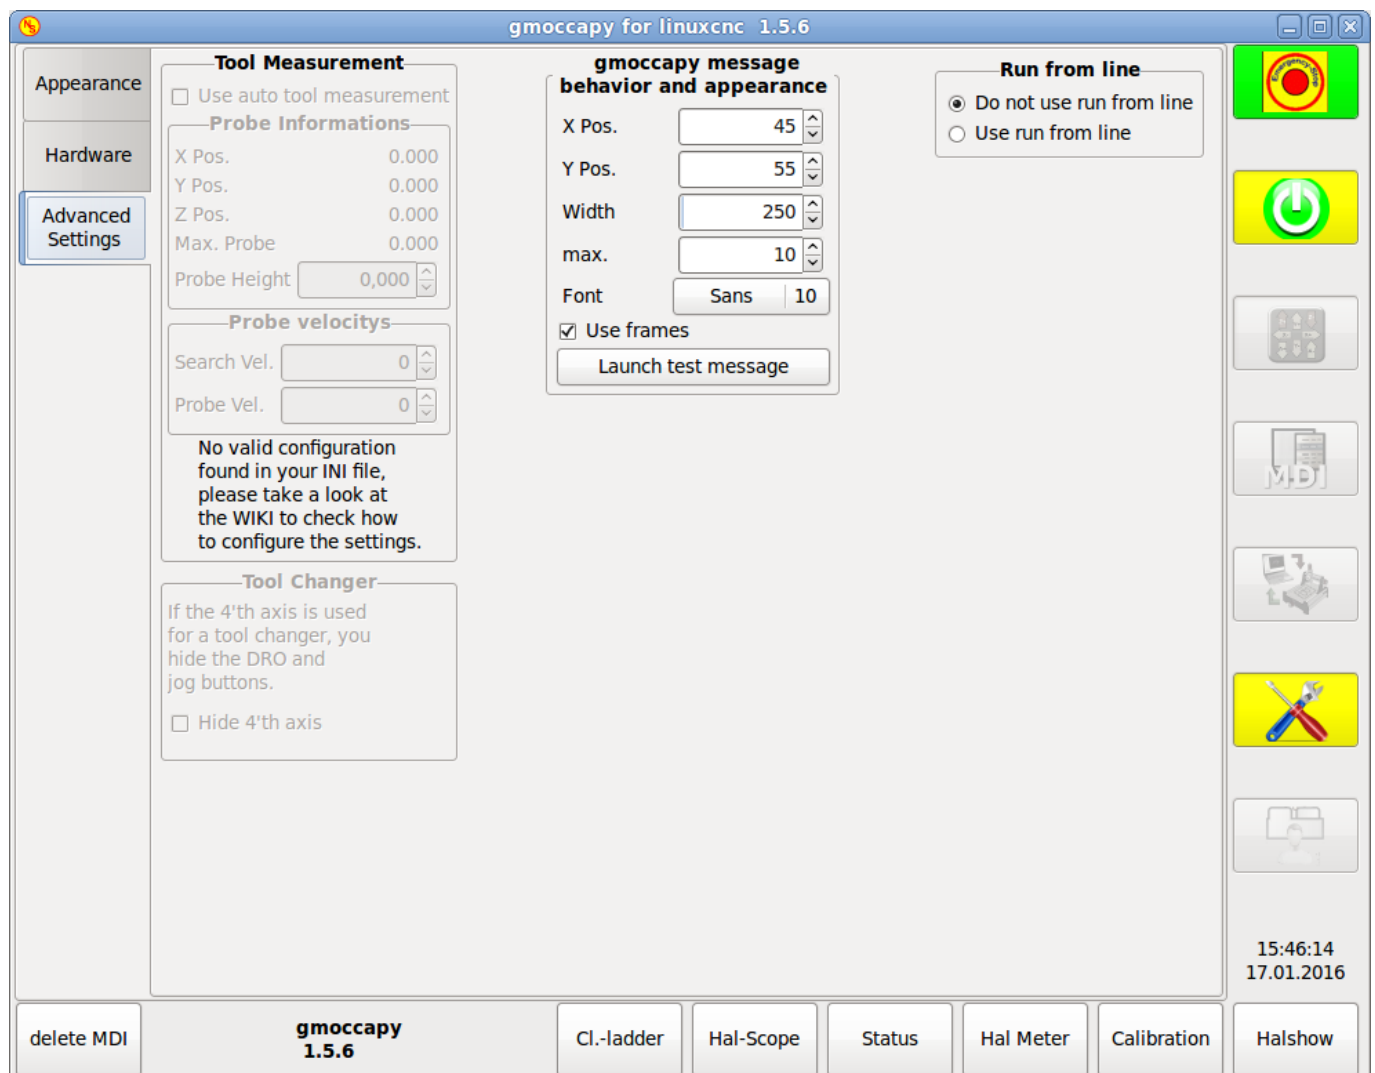 gmoccapy for linuxcnc 1.5.6
Appearance
Hardware
Advanced
Settings
Tool Measurement
Use auto tool measurement
Probe Informations
X Pos. 0.000
Y Pos. 0.000
Z Pos. 0.000
Max. Probe 0.000
Probe Height 0,000
Probe velocitys
Search Vel. 0
Probe Vel. 0
No valid configuration
found in your INI file,
please take a look at
the WIKI to check how
to configure the settings.
Tool Changer
If the 4'th axis is used
for a tool changer, you
hide the DRO and
jog buttons.
Hide 4'th axis
gmoccapy message
behavior and appearance
X Pos. 45
Y Pos. 55
Width 250
max. 10
Font Sans 10
Use frames
Launch test message
Run from line
Do not use run from line
Use run from line
Emergency-Stop
MDI
15:46:14
17.01.2016
delete MDI
gmoccapy
1.5.6
Cl.-ladder
Hal-Scope
Status
Hal Meter
Calibration
Halshow